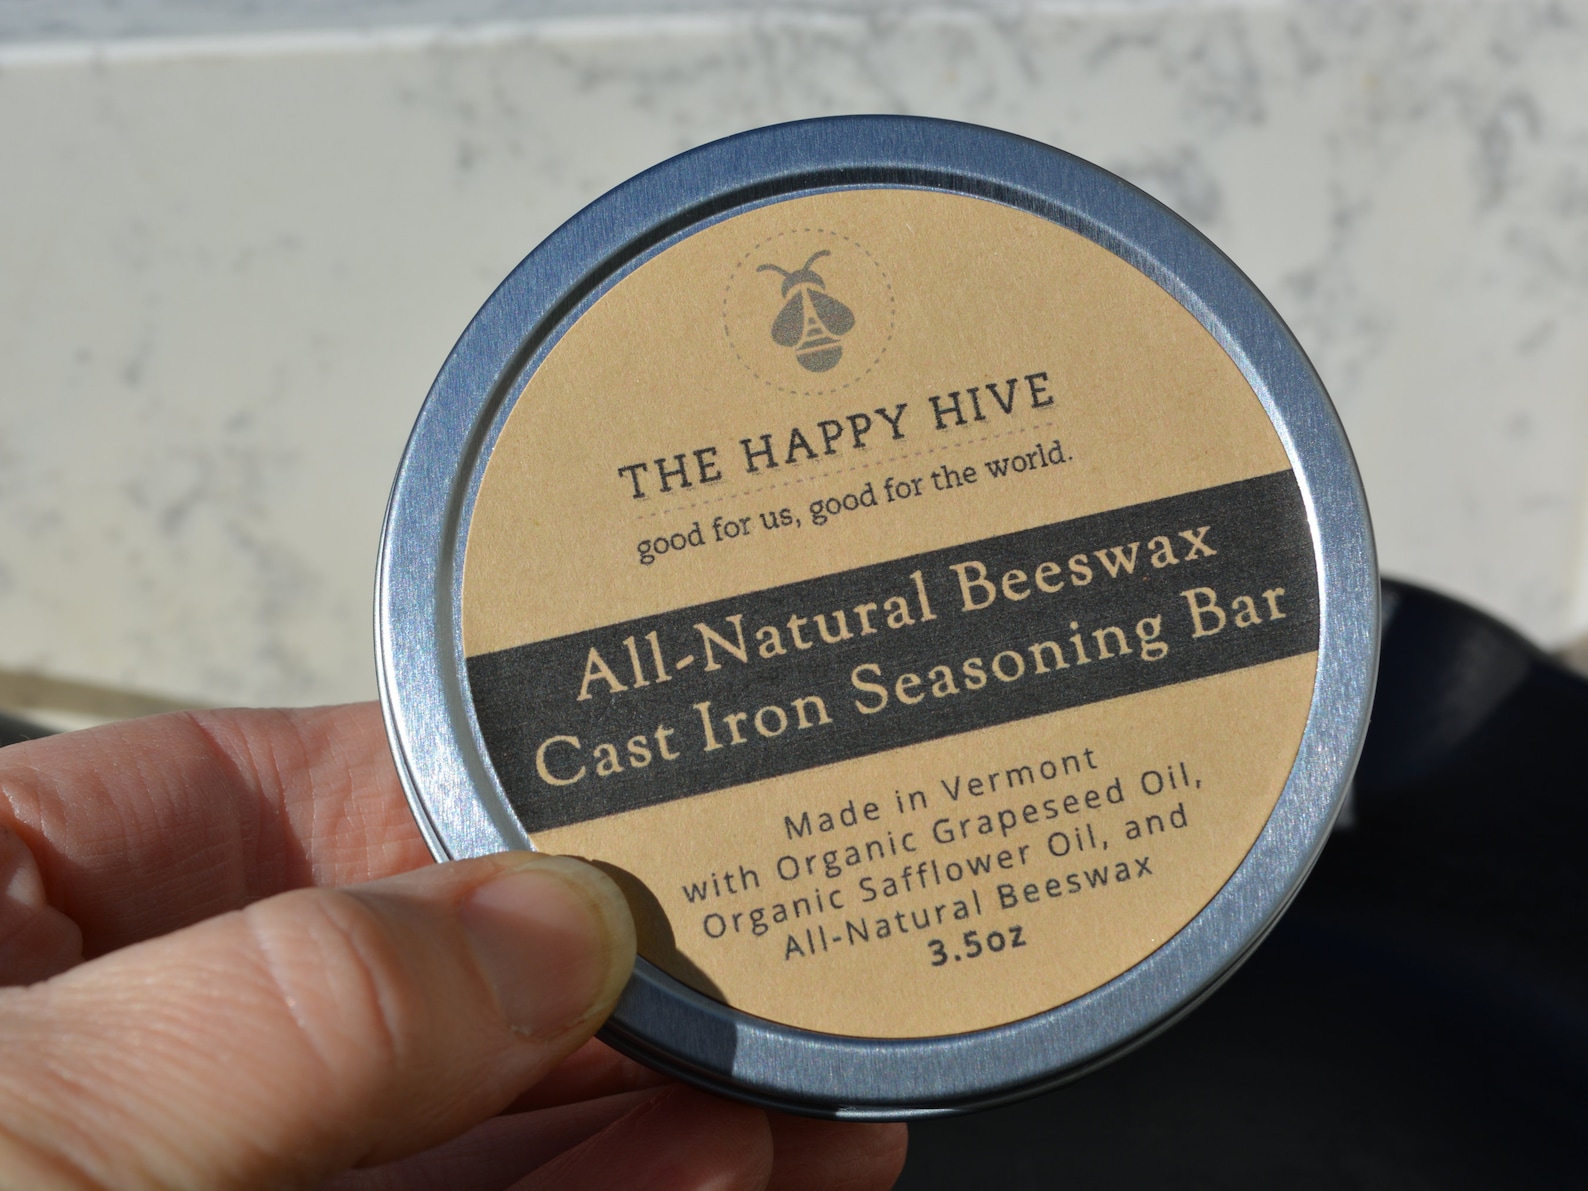 THE HAPPY HIVE
good for us, good for the world.
All-Natural Beeswax
Cast Iron Seasoning Bar
Made in Vermont
with Organic Grapeseed Oil,
Organic Safflower Oil, and
All-Natural Beeswax
3.5oz